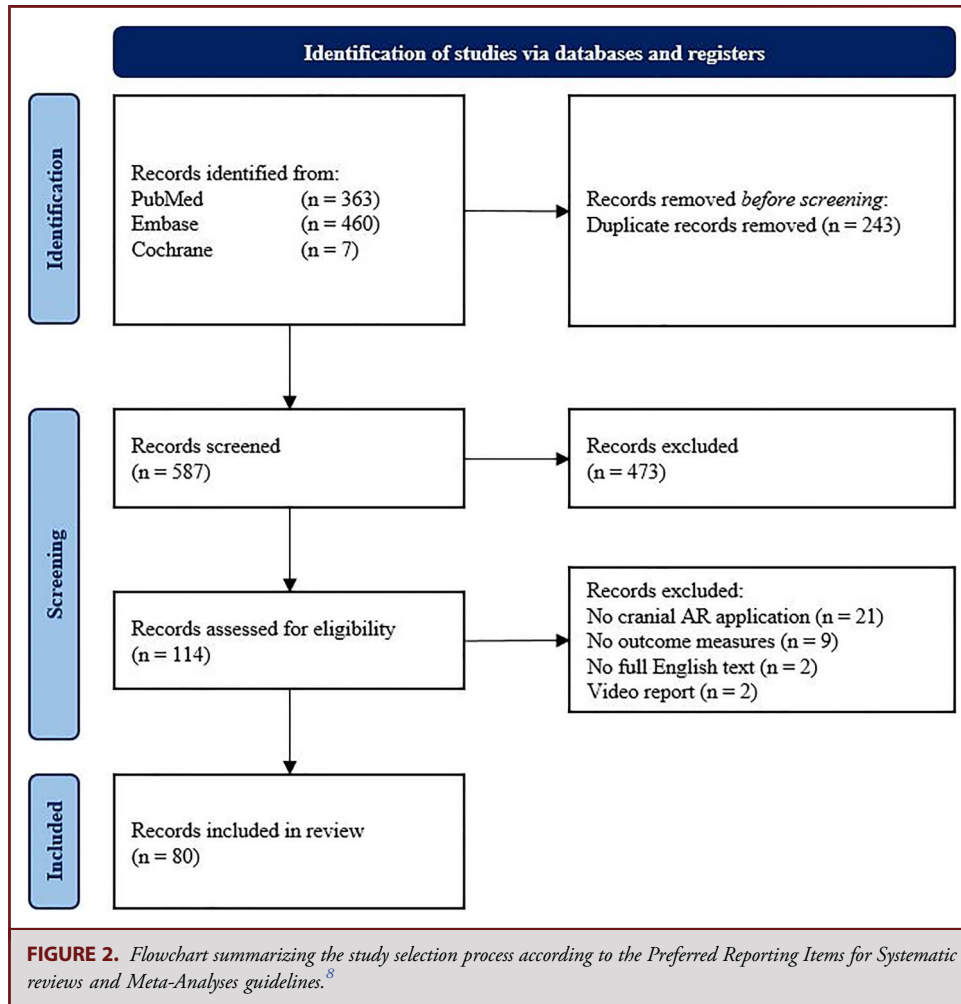 Identification of studies via databases and registers
Identification
Records identified from:
PubMed (n = 363)
Embase (n = 460)
Cochrane (n = 7)
Records removed before screening:
Duplicate records removed (n = 243)
Screening
Records screened
(n = 587)
Records excluded
(n = 473)
Records assessed for eligibility
(n = 114)
Records excluded:
No cranial AR application (n = 21)
No outcome measures (n = 9)
No full English text (n = 2)
Video report (n = 2)
Included
Records included in review
(n = 80)
FIGURE 2. Flowchart summarizing the study selection process according to the Preferred Reporting Items for Systematic
reviews and Meta-Analyses guidelines.8